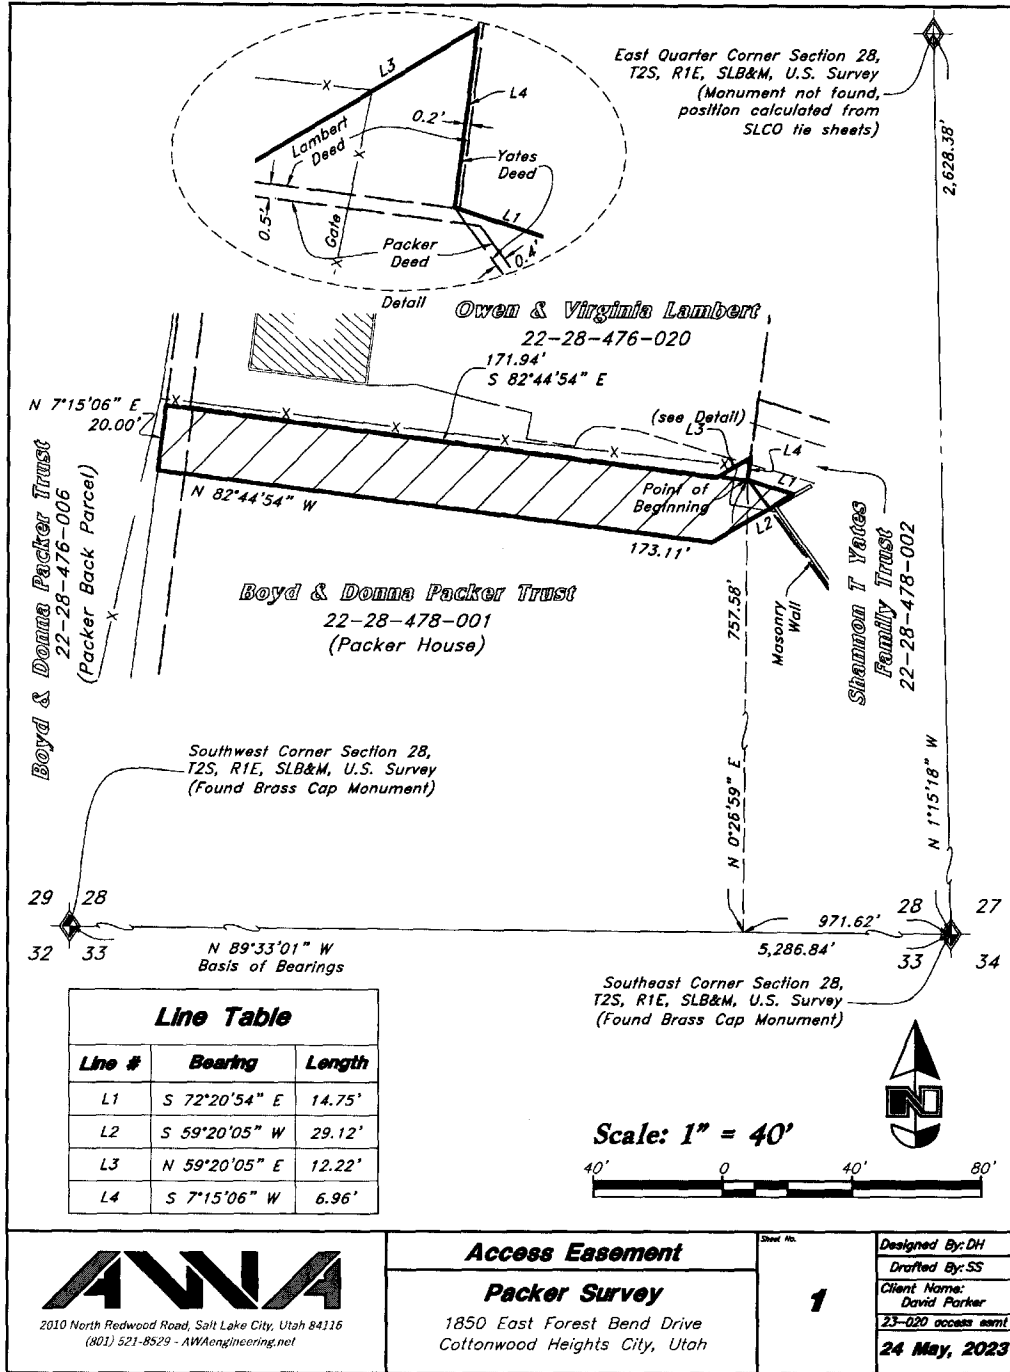 East Quarter Corner Section 28,
T2S, R1E, SLB&M, U.S. Survey
(Monument not found,
position calculated from
SLCO tie sheets)
2,628.38'
L3
X
L4
0.2'
Lambert
Deed
X
Yates
Deed
0.5'
Gate
L1
Packer
Deed
0.4'
X
Detail
Owen & Virginia Lambert
22-28-476-020
171.94'
S 82°44'54" E
N 7°15'06" E
20.00'
X
X
X
X
X
X
(see Detail)
L3
L4
L1
Point of
Beginning
L2
N 82°44'54" W
173.11'
Boyd & Donna Packer Trust
22-28-476-006
(Packer Back Parcel)
X
Boyd & Donna Packer Trust
22-28-478-001
(Packer House)
757.58'
Masonry
Wall
Shannon T Yates
Family Trust
22-28-478-002
Southwest Corner Section 28,
T2S, R1E, SLB&M, U.S. Survey
(Found Brass Cap Monument)
N 0°26'59" E
N 1°15'18" W
29
28
32
33
N 89°33'01" W
Basis of Bearings
971.62'
5,286.84'
28
27
33
34
Southeast Corner Section 28,
T2S, R1E, SLB&M, U.S. Survey
(Found Brass Cap Monument)
Line Table
Line # Bearing Length
L1 S 72°20'54" E 14.75'
L2 S 59°20'05" W 29.12'
L3 N 59°20'05" E 12.22'
L4 S 7°15'06" W 6.96'
N
Scale: 1" = 40'
40' 0 40' 80'
AWA
2010 North Redwood Road, Salt Lake City, Utah 84116
(801) 521-8529 - AWAengineering.net
Access Easement
Packer Survey
1850 East Forest Bend Drive
Cottonwood Heights City, Utah
Sheet No.
1
Designed By: DH
Drafted By: SS
Client Name:
David Parker
23-020 access esmt
24 May, 2023